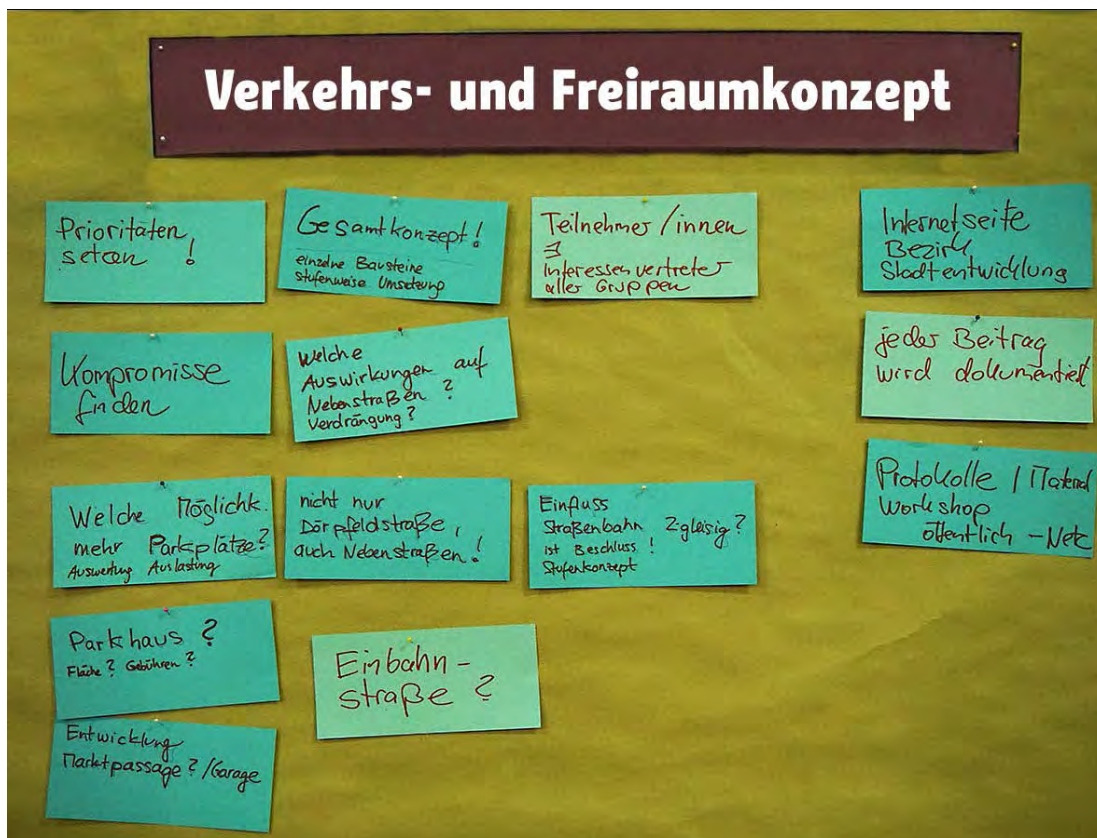 Verkehrs- und Freiraumkonzept
Prioritäten
setzen !
Gesamtkonzept !
einzelne Bausteine
stufenweise Umsetzung
Teilnehmer/innen
Interessenvertreter
aller Gruppen
Internetseite
Bezirk
Stadtentwicklung
Kompromisse
finden
Welche
Auswirkungen auf
Nebenstraßen ?
Verdrängung ?
jeder Beitrag
wird dokumentiert
Welche Möglichk.
mehr Parkplätze ?
Auswertung Auslastung
nicht nur
Dörpfeldstraße,
auch Nebenstraßen !
Einfluss
Straßenbahn 2-gleisig ?
ist Beschluss !
Stufenkonzept
Protokolle / Material
Workshop
öffentlich - Netz
Parkhaus ?
Fläche ? Gebühren ?
Einbahn-
straße ?
Entwicklung
Marktpassage ? /Garage